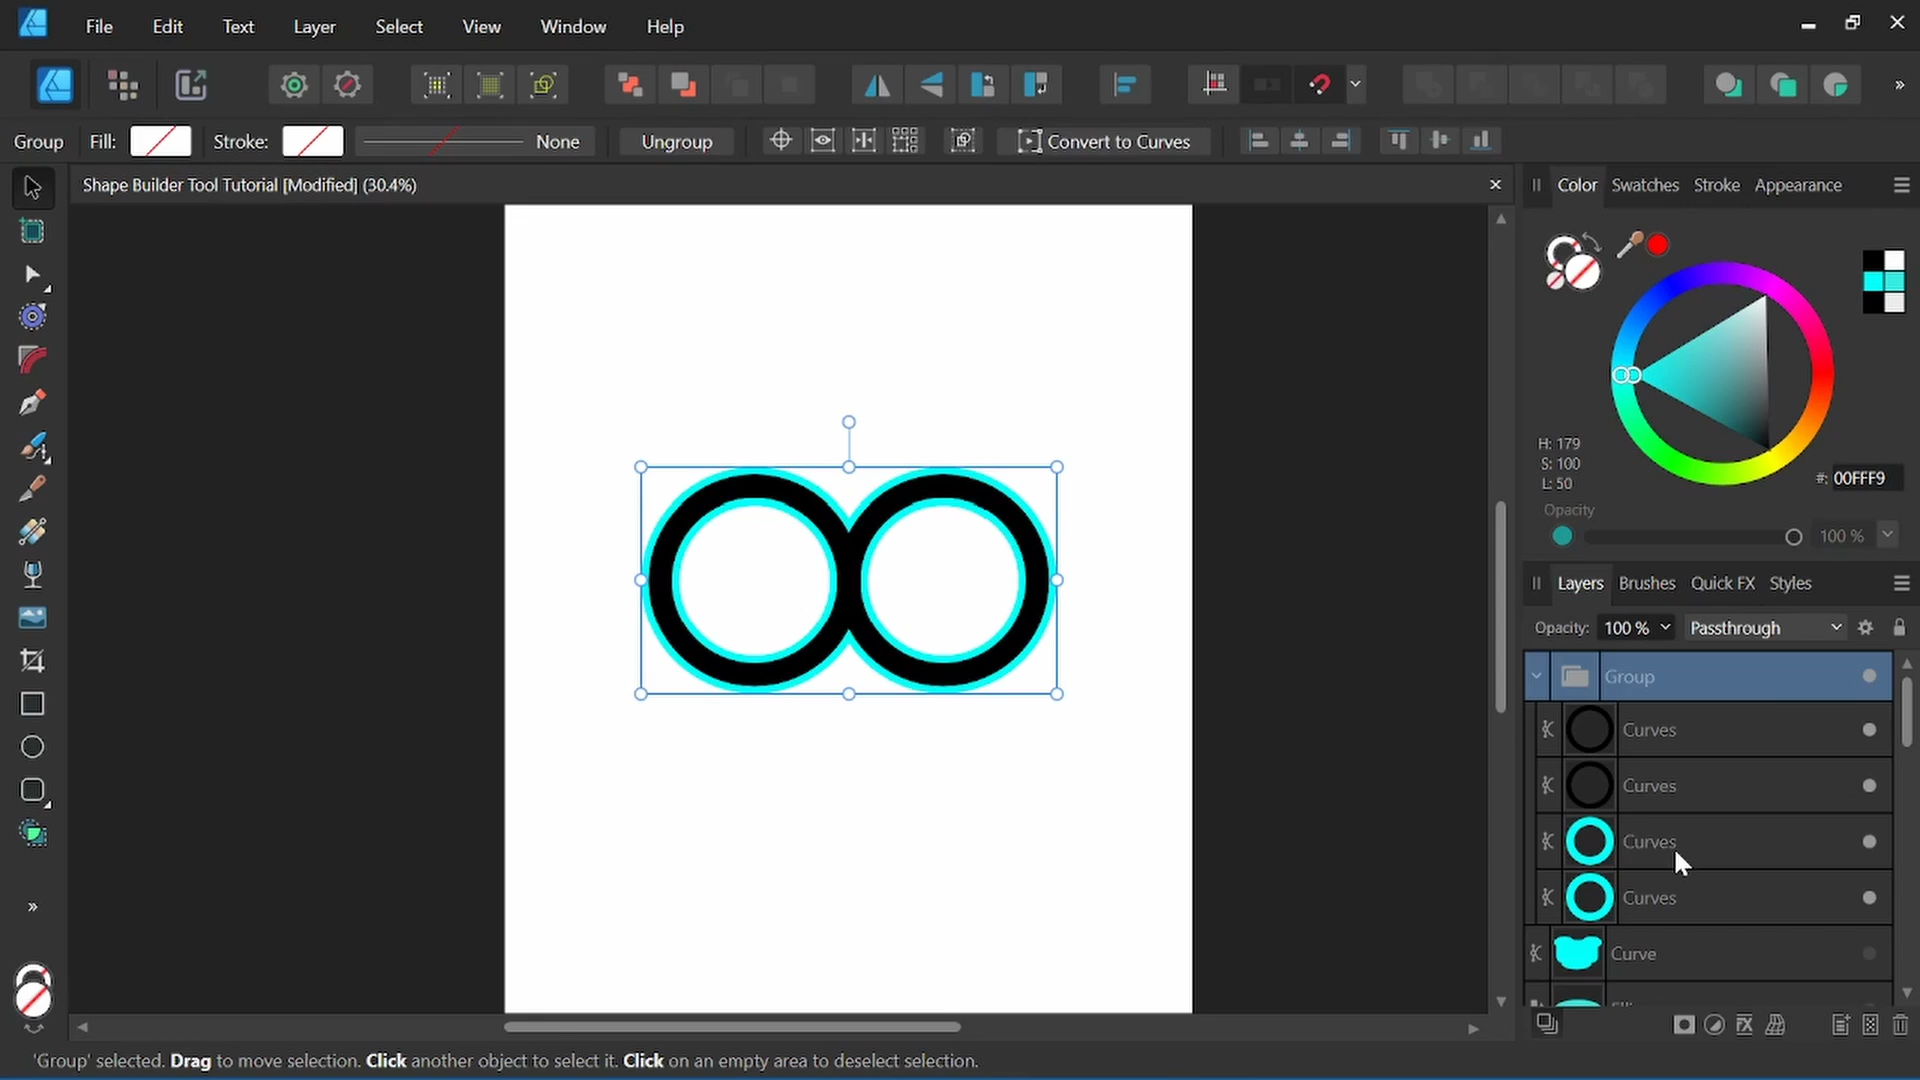 File Edit Text Layer Select View Window Help
Group Fill: Stroke: None Ungroup Convert to Curves
Shape Builder Tool Tutorial [Modified] (30.4%)
Color Swatches Stroke Appearance
H: 179
S: 100
L: 50
#: 00FFF9
Opacity
100 %
Layers Brushes Quick FX Styles
Opacity: 100 % Passthrough
Group
Curves
Curves
Curves
Curves
Curve
'Group' selected. Drag to move selection. Click another object to select it. Click on an empty area to deselect selection.